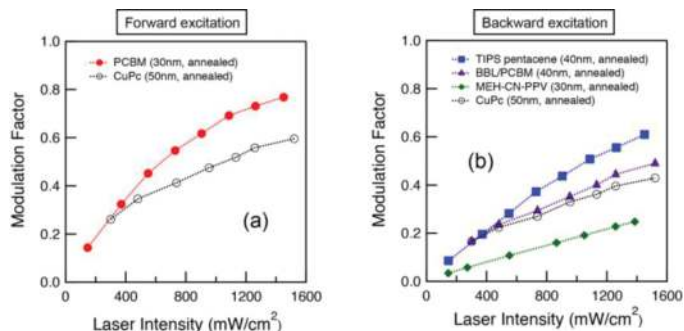 Forward excitation
Modulation Factor
1.0
0.8
0.6
0.4
0.2
0.0
PCBM (30nm, annealed)
CuPc (50nm, annealed)
(a)
0 400 800 1200 1600
Laser Intensity (mW/cm²)
Backward excitation
Modulation Factor
1.0
0.8
0.6
0.4
0.2
0.0
TIPS pentacene (40nm, annealed)
BBL/PCBM (40nm, annealed)
MEH-CN-PPV (30nm, annealed)
CuPc (50nm, annealed)
(b)
0 400 800 1200 1600
Laser Intensity (mW/cm²)